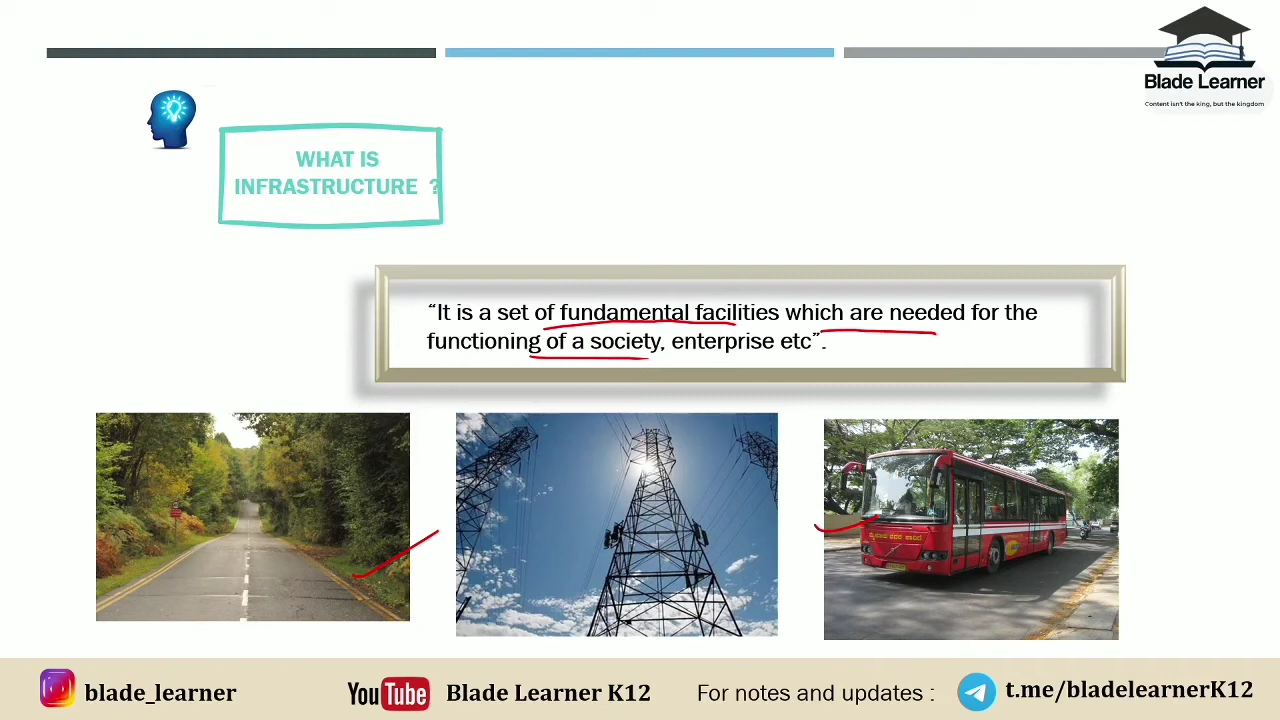 Blade Learner
Content isn't the king, but the kingdom
WHAT IS
INFRASTRUCTURE ?
“It is a set of fundamental facilities which are needed for the
functioning of a society, enterprise etc”.
blade_learner
YouTube
Blade Learner K12
For notes and updates :
t.me/bladelearnerK12